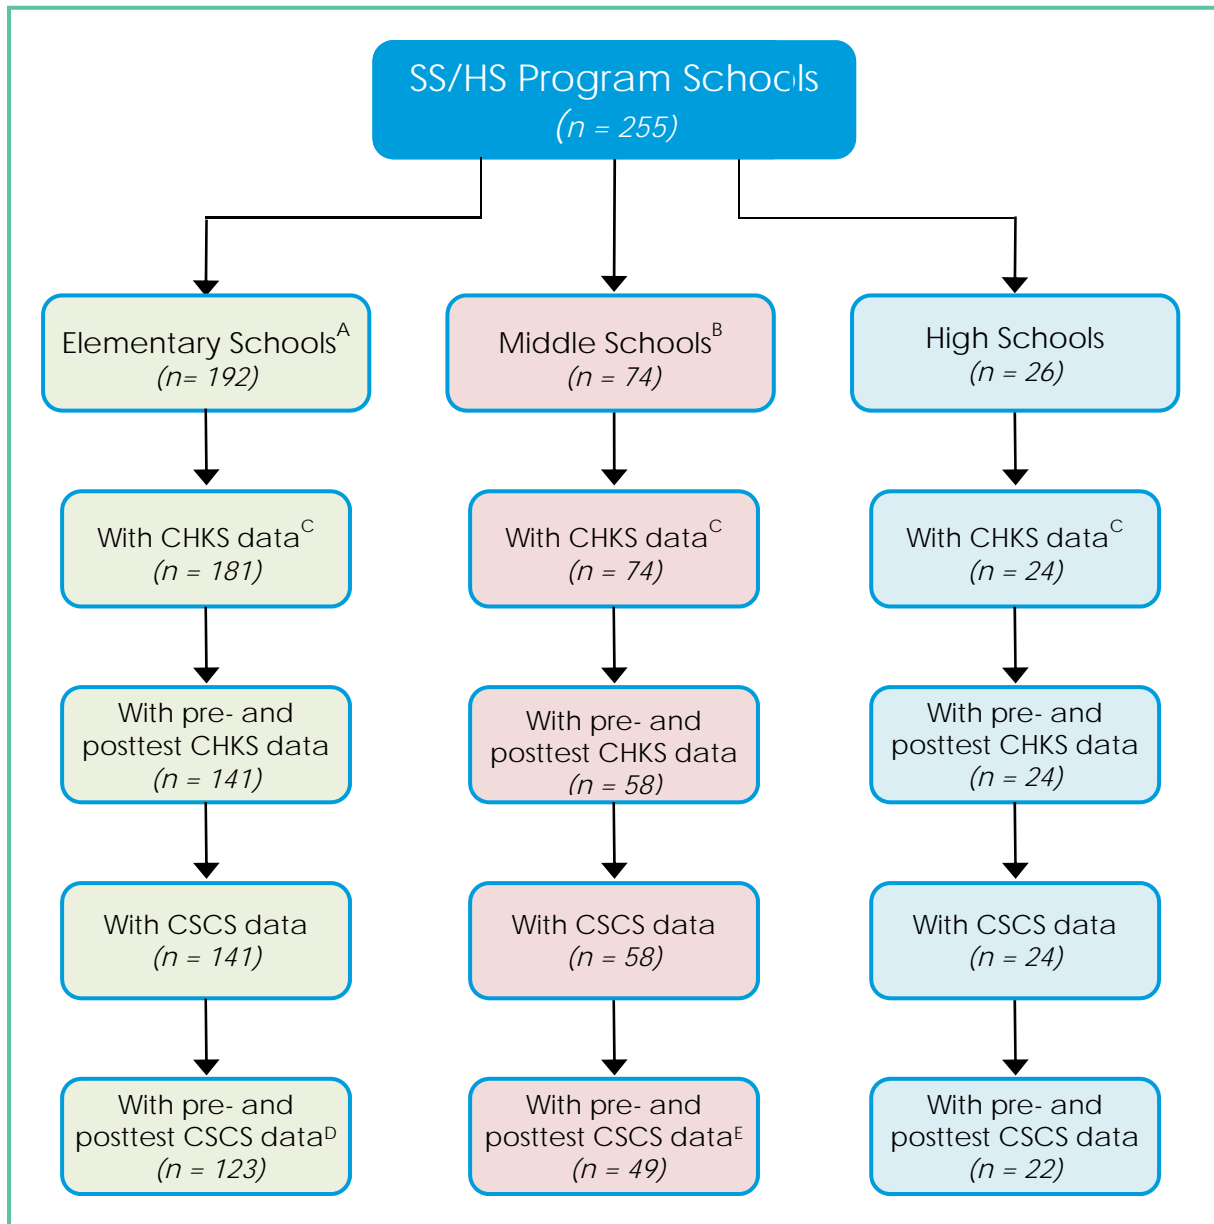 SS/HS Program Schools
(n = 255)
Elementary Schools^A
(n= 192)
Middle Schools^B
(n = 74)
High Schools
(n = 26)
With CHKS data^C
(n = 181)
With CHKS data^C
(n = 74)
With CHKS data^C
(n = 24)
With pre- and
posttest CHKS data
(n = 141)
With pre- and
posttest CHKS data
(n = 58)
With pre- and
posttest CHKS data
(n = 24)
With CSCS data
(n = 141)
With CSCS data
(n = 58)
With CSCS data
(n = 24)
With pre- and
posttest CSCS data^D
(n = 123)
With pre- and
posttest CSCS data^E
(n = 49)
With pre- and
posttest CSCS data
(n = 22)